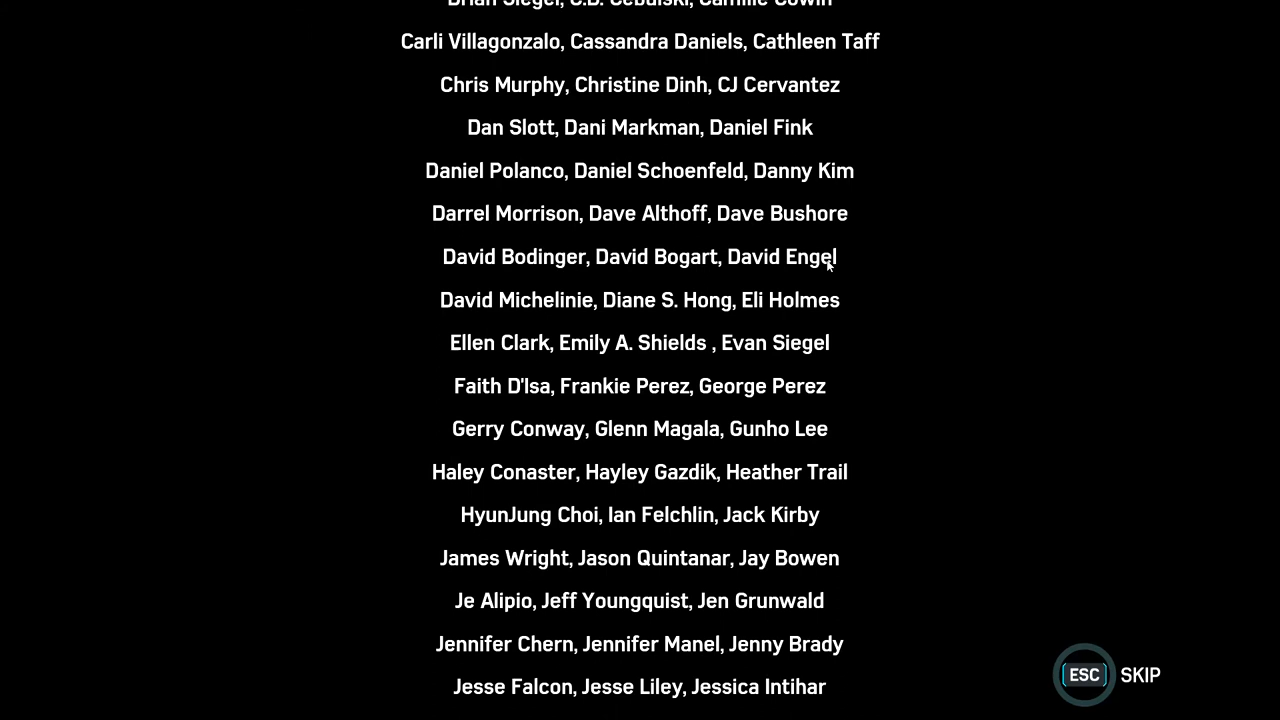 Brian Siegel, C.B. Cebulski, Camille Cowin
Carli Villagonzalo, Cassandra Daniels, Cathleen Taff
Chris Murphy, Christine Dinh, CJ Cervantez
Dan Slott, Dani Markman, Daniel Fink
Daniel Polanco, Daniel Schoenfeld, Danny Kim
Darrel Morrison, Dave Althoff, Dave Bushore
David Bodinger, David Bogart, David Engel
David Michelinie, Diane S. Hong, Eli Holmes
Ellen Clark, Emily A. Shields , Evan Siegel
Faith D'Isa, Frankie Perez, George Perez
Gerry Conway, Glenn Magala, Gunho Lee
Haley Conaster, Hayley Gazdik, Heather Trail
HyunJung Choi, Ian Felchlin, Jack Kirby
James Wright, Jason Quintanar, Jay Bowen
Je Alipio, Jeff Youngquist, Jen Grunwald
Jennifer Chern, Jennifer Manel, Jenny Brady
Jesse Falcon, Jesse Liley, Jessica Intihar
ESC SKIP